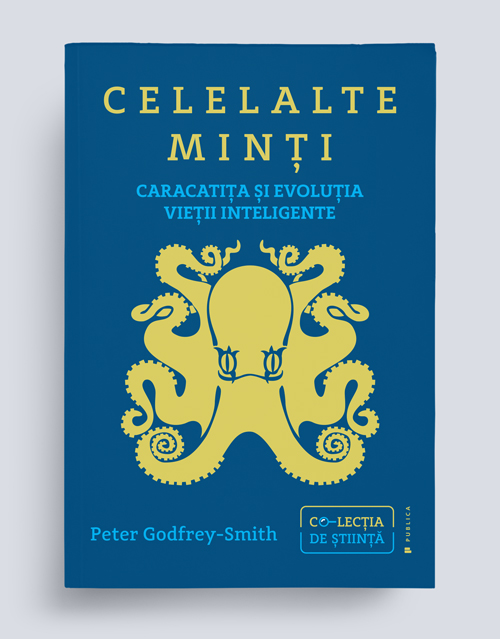 CELELALTE
MINȚI
CARACATIȚA ȘI EVOLUȚIA
VIEȚII INTELIGENTE
Peter Godfrey-Smith
COLECȚIA
DE ȘTIINȚĂ
PUBLICA